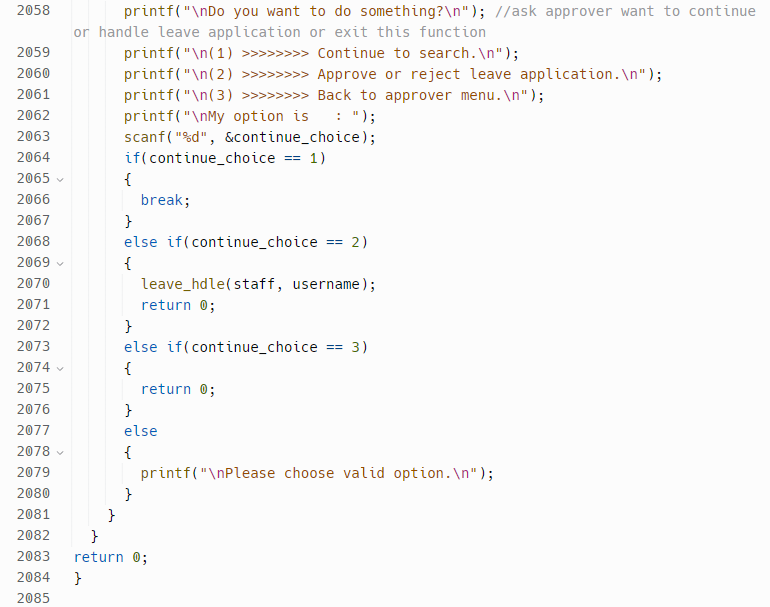 2058 printf("\nDo you want to do something?\n"); //ask approver want to continue
or handle leave application or exit this function
2059 printf("\n(1) >>>>>>>> Continue to search.\n");
2060 printf("\n(2) >>>>>>>> Approve or reject leave application.\n");
2061 printf("\n(3) >>>>>>>> Back to approver menu.\n");
2062 printf("\nMy option is   : ");
2063 scanf("%d", &continue_choice);
2064 if(continue_choice == 1)
2065 {
2066 break;
2067 }
2068 else if(continue_choice == 2)
2069 {
2070 leave_hdle(staff, username);
2071 return 0;
2072 }
2073 else if(continue_choice == 3)
2074 {
2075 return 0;
2076 }
2077 else
2078 {
2079 printf("\nPlease choose valid option.\n");
2080 }
2081 }
2082 }
2083 return 0;
2084 }
2085